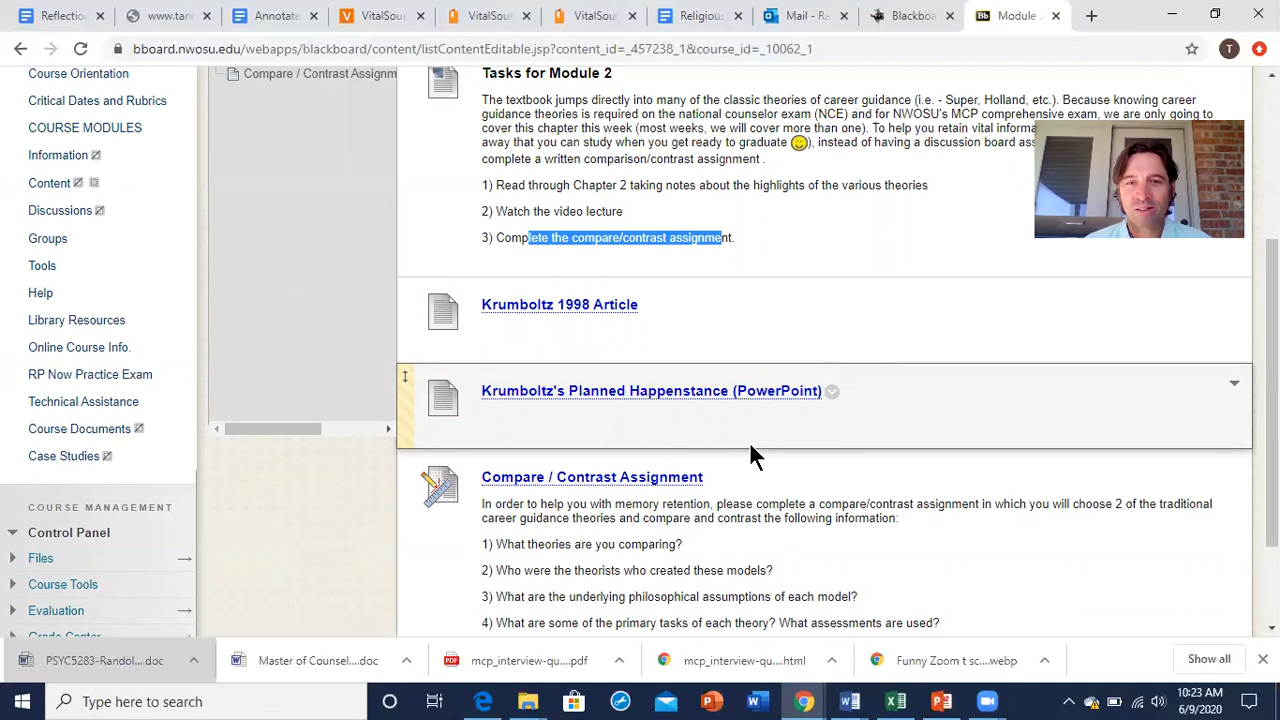 Reflectio
www.tam
Annotate
VitalSou
VitalSou
VitalSou
Religious
Mail - Ra
Blackboa
Module
bboard.nwosu.edu/webapps/blackboard/content/listContentEditable.jsp?content_id=_457238_1&course_id=_10062_1
T
Course Orientation
Critical Dates and Rubrics
COURSE MODULES
Information
Content
Discussions
Groups
Tools
Help
Library Resources
Online Course Info.
RP Now Practice Exam
Technical Assistance
Course Documents
Case Studies
COURSE MANAGEMENT
Control Panel
Files
Course Tools
Evaluation
Grade Center
Compare / Contrast Assignm
Tasks for Module 2
The textbook jumps directly into many of the classic theories of career guidance (i.e. - Super, Holland, etc.). Because knowing career
guidance theories is required on the national counselor exam (NCE) and for NWOSU's MCP comprehensive exam, we are only going to
cover this chapter this week (most weeks, we will cover more than one). To help you retain vital informa
away that you can study when you get ready to graduate), instead of having a discussion board ass
complete a written comparison/contrast assignment .
1) Read through Chapter 2 taking notes about the highlights of the various theories
2) Watch the video lecture
3) Complete the compare/contrast assignment.
Krumboltz 1998 Article
Krumboltz's Planned Happenstance (PowerPoint)
Compare / Contrast Assignment
In order to help you with memory retention, please complete a compare/contrast assignment in which you will choose 2 of the traditional
career guidance theories and compare and contrast the following information:
1) What theories are you comparing?
2) Who were the theorists who created these models?
3) What are the underlying philosophical assumptions of each model?
4) What are some of the primary tasks of each theory? What assessments are used?
PSYC5283-Randol....doc
Master of Counsel....doc
mcp_interview-qu....pdf
mcp_interview-qu....html
Funny Zoom t sc....webp
Show all
Type here to search
10:23 AM
6/9/2020